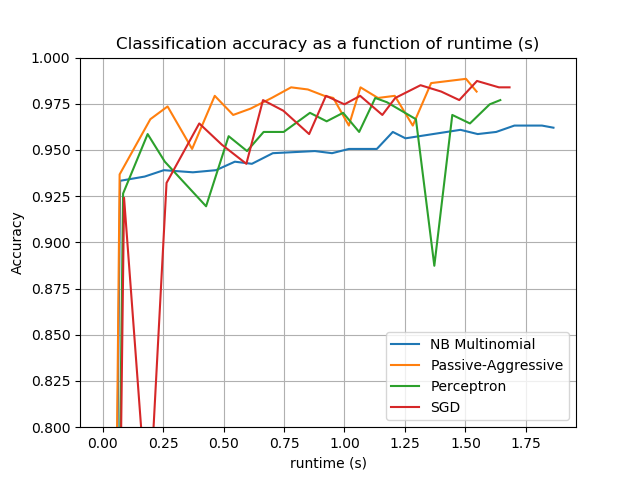 Classification accuracy as a function of runtime (s)
1.000
0.975
0.950
0.925
0.900
0.875
0.850
0.825
0.800
Accuracy
NB Multinomial
Passive-Aggressive
Perceptron
SGD
0.00 0.25 0.50 0.75 1.00 1.25 1.50 1.75
runtime (s)